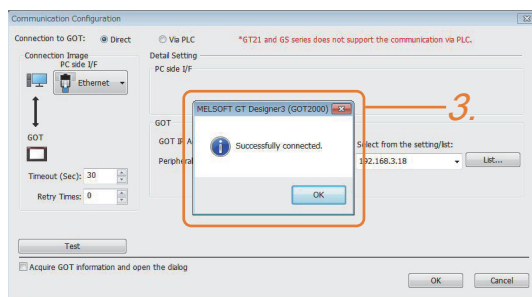 Communication Configuration
Connection to GOT: Direct Via PLC *GT21 and GS series does not support the communication via PLC.
Connection Image
PC side I/F
Ethernet
GOT
Timeout (Sec): 30
Retry Times: 0
Test
Detail Setting
PC side I/F
GOT
GOT IP A
Peripheral
Select from the setting/list:
192.168.3.18 List...
MELSOFT GT Designer3 (GOT2000)
Successfully connected.
OK
3.
Acquire GOT information and open the dialog
OK Cancel